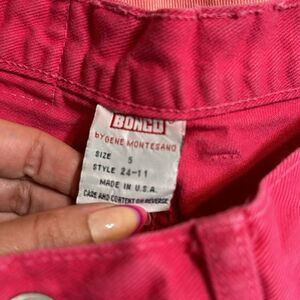 BONGO
BY GENE MONTESANO
SIZE 5
STYLE 24-11
MADE IN U.S.A.
CARE AND CONTENT ON REVERSE